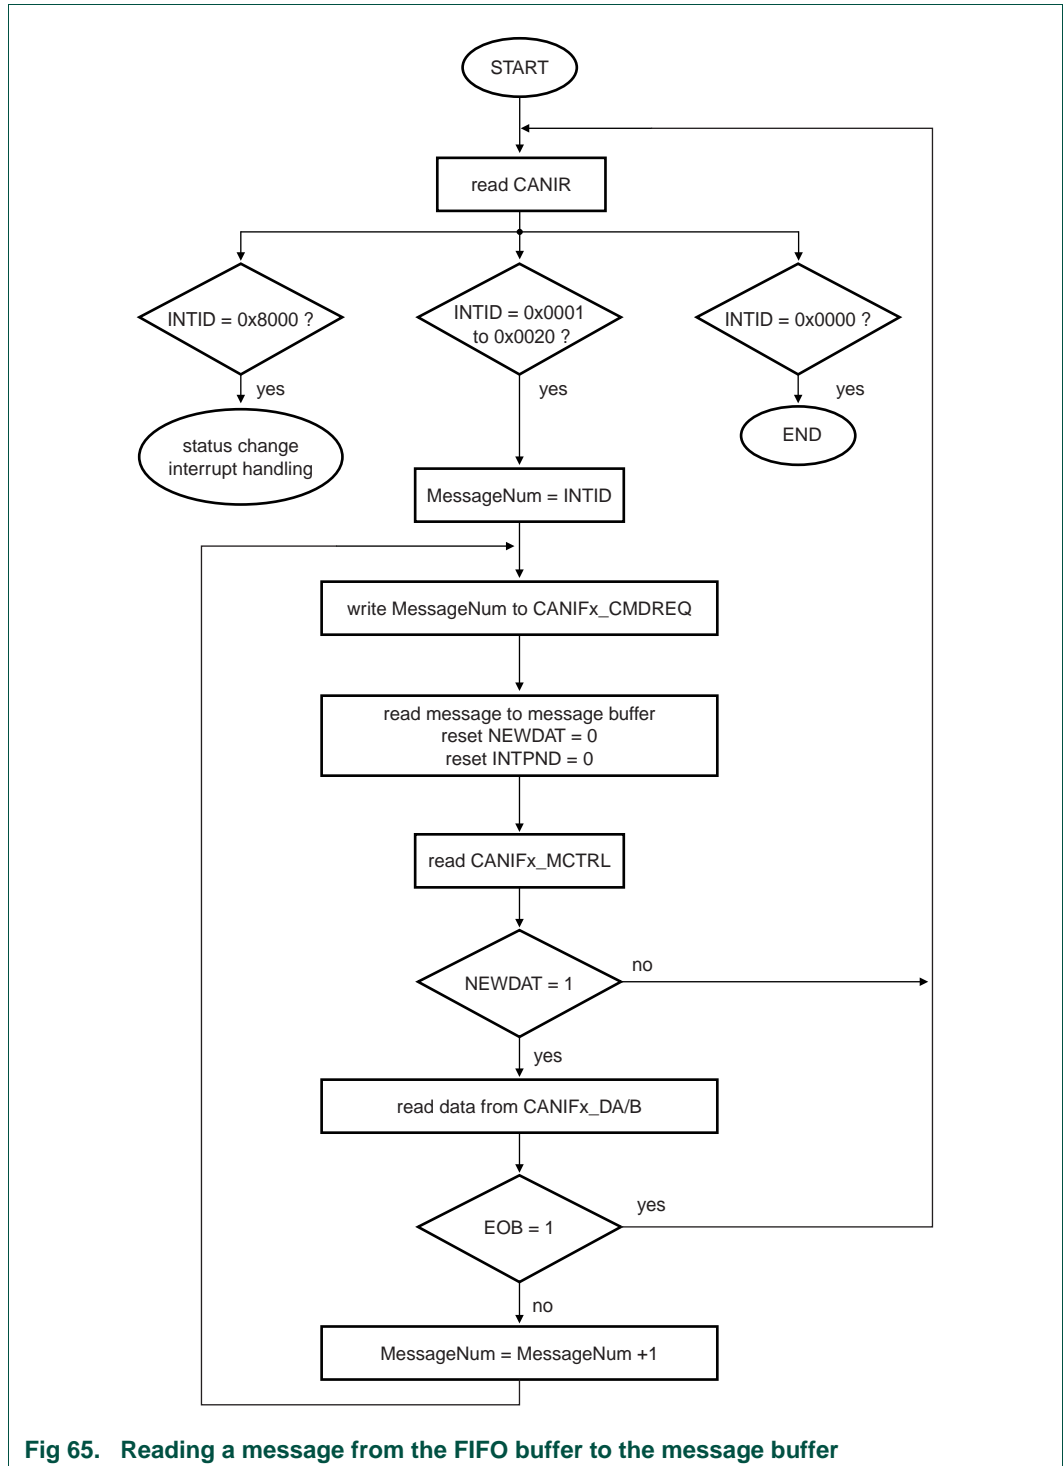 START
read CANIR
INTID = 0x8000 ?
INTID = 0x0001
to 0x0020 ?
INTID = 0x0000 ?
yes
yes
yes
status change
interrupt handling
END
MessageNum = INTID
write MessageNum to CANIFx_CMDREQ
read message to message buffer
reset NEWDAT = 0
reset INTPND = 0
read CANIFx_MCTRL
NEWDAT = 1
no
yes
read data from CANIFx_DA/B
EOB = 1
yes
no
MessageNum = MessageNum +1
Fig 65. Reading a message from the FIFO buffer to the message buffer